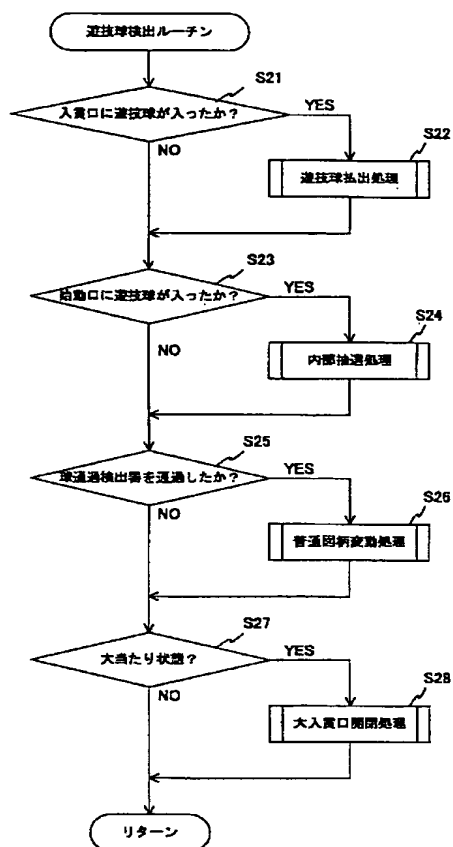 遊技球検出ルーチン
S21
入賞口に遊技球が入ったか？
YES
S22
NO
遊技球払出処理
S23
始動口に遊技球が入ったか？
YES
S24
NO
内部抽選処理
S25
球通過検出器を通過したか？
YES
S26
NO
普通図柄変動処理
S27
大当たり状態？
YES
S28
NO
大入賞口開閉処理
リターン